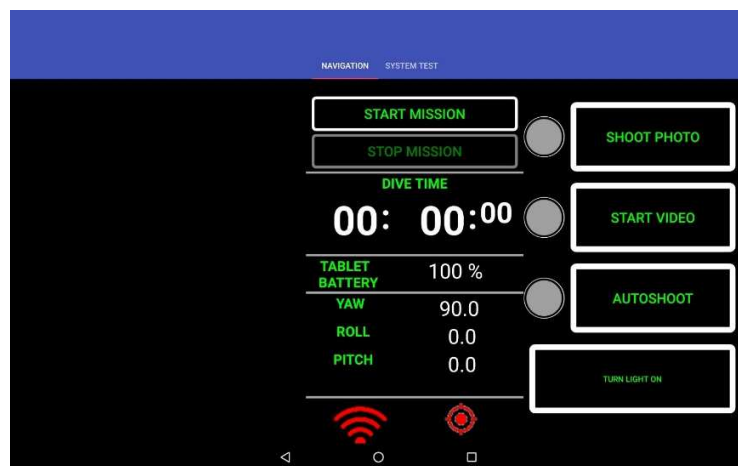 NAVIGATION SYSTEM TEST
START MISSION
STOP MISSION
DIVE TIME
00: 00:00
TABLET
BATTERY
100 %
YAW 90.0
ROLL 0.0
PITCH 0.0
SHOOT PHOTO
START VIDEO
AUTOSHOOT
TURN LIGHT ON